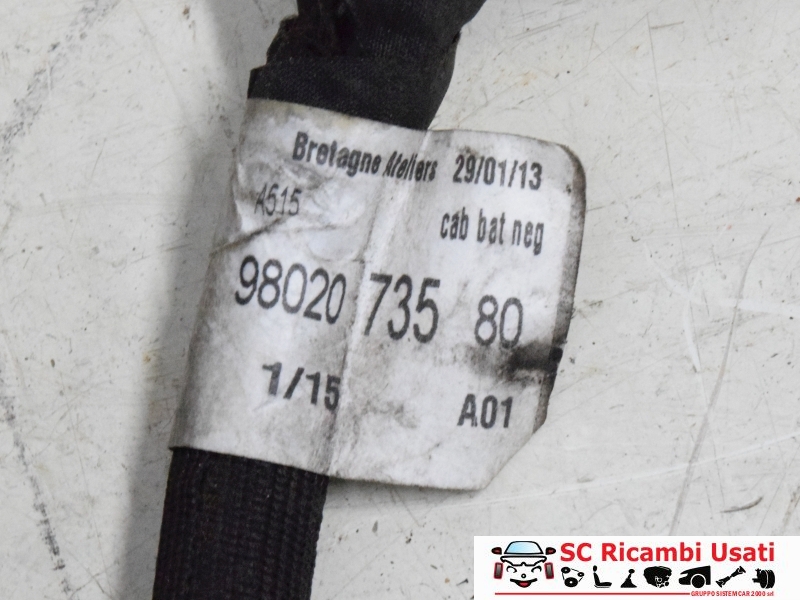 Bretagne Ateliers 29/01/13
A515
cab bat neg
98020 735 80
1/15 A01
SC Ricambi Usati
GRUPPO SISTEMCAR 2000 srl